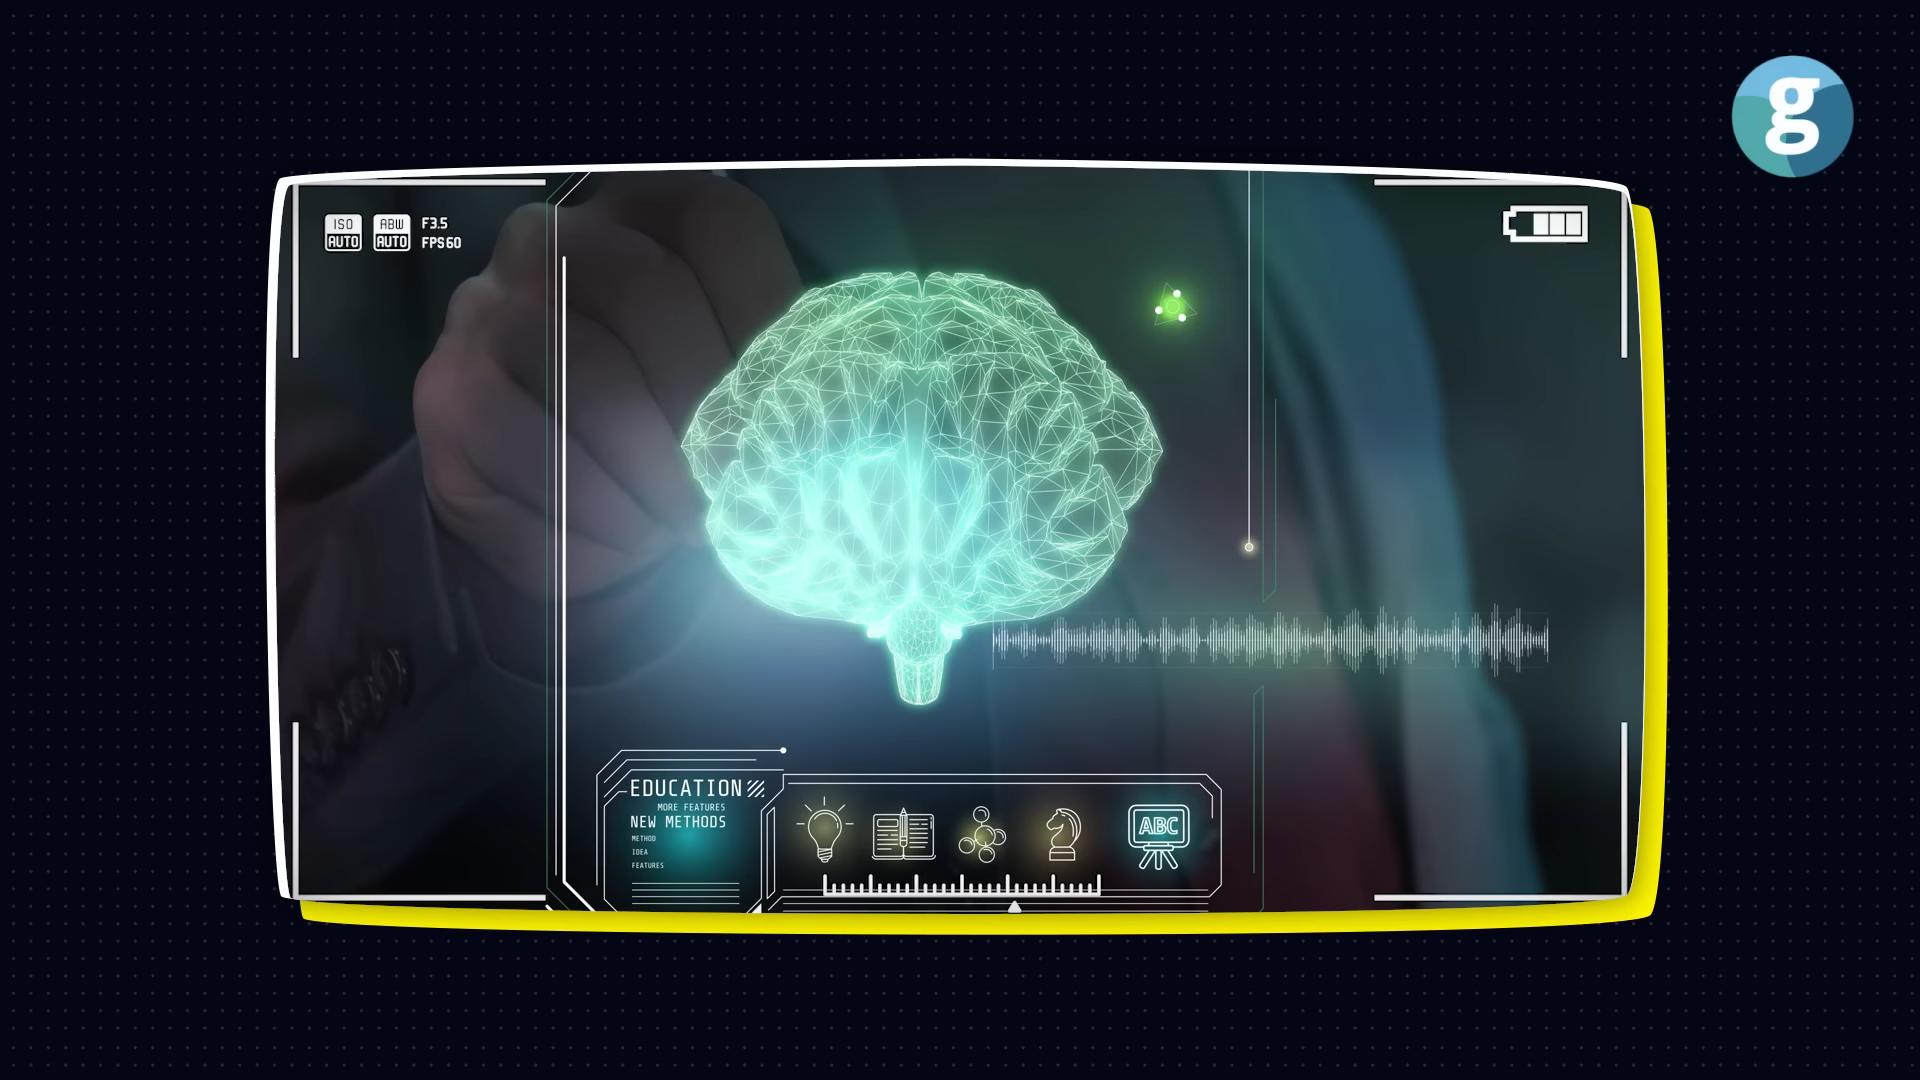 g
ISO
AUTO
ABW
AUTO
F3.5
FPS60
EDUCATION
MORE FEATURES
NEW METHODS
METHOD
IDEA
FEATURES
ABC